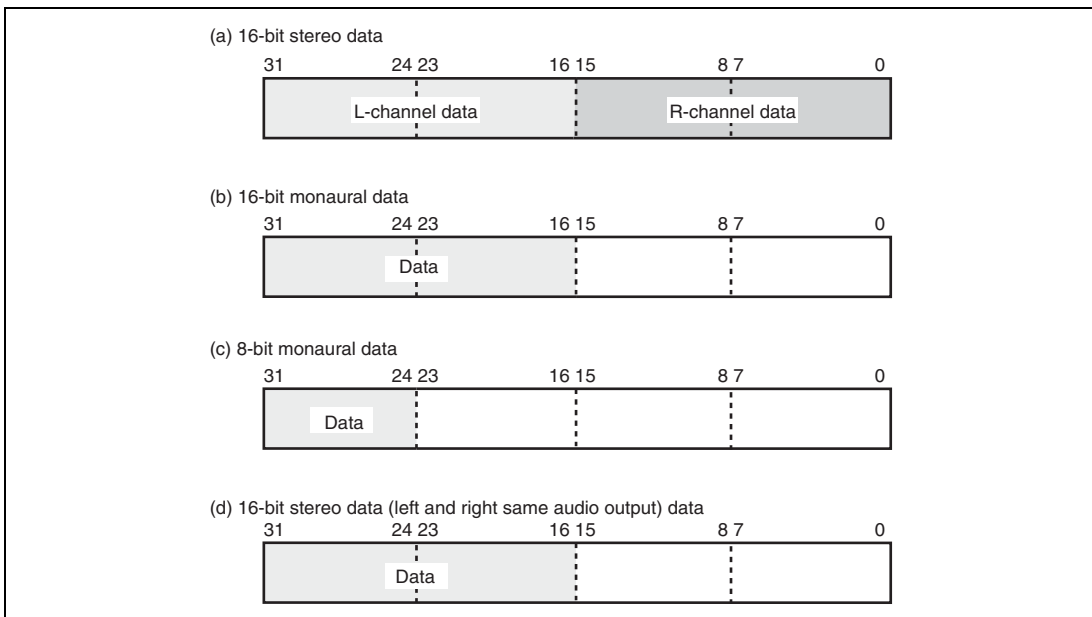 (a) 16-bit stereo data
31 24 23 16 15 8 7 0
L-channel data R-channel data
(b) 16-bit monaural data
31 24 23 16 15 8 7 0
Data
(c) 8-bit monaural data
31 24 23 16 15 8 7 0
Data
(d) 16-bit stereo data (left and right same audio output) data
31 24 23 16 15 8 7 0
Data